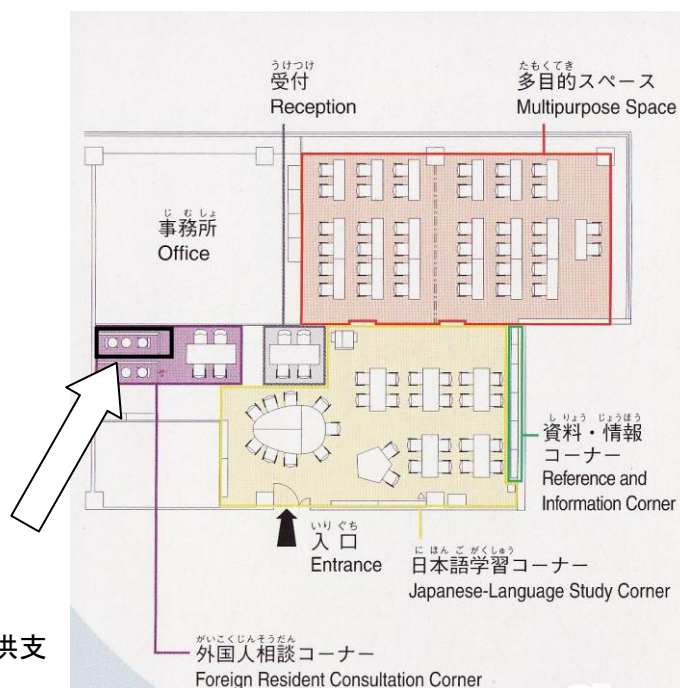 うけつけ
受付
Reception
たもくてき
多目的スペース
Multipurpose Space
じむしょ
事務所
Office
しりょう じょうほう
資料・情報
コーナー
Reference and
Information Corner
いりぐち
入口
Entrance
にほんごがくしゅう
日本語学習コーナー
Japanese-Language Study Corner
供支
がいこくじんそうだん
外国人相談コーナー
Foreign Resident Consultation Corner